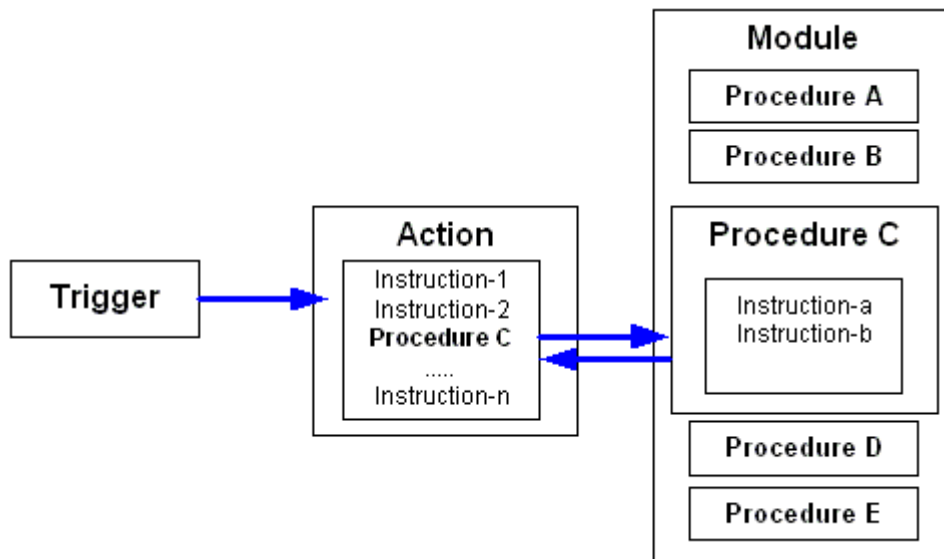 Trigger
Action
Instruction-1
Instruction-2
Procedure C
.....
Instruction-n
Module
Procedure A
Procedure B
Procedure C
Instruction-a
Instruction-b
Procedure D
Procedure E